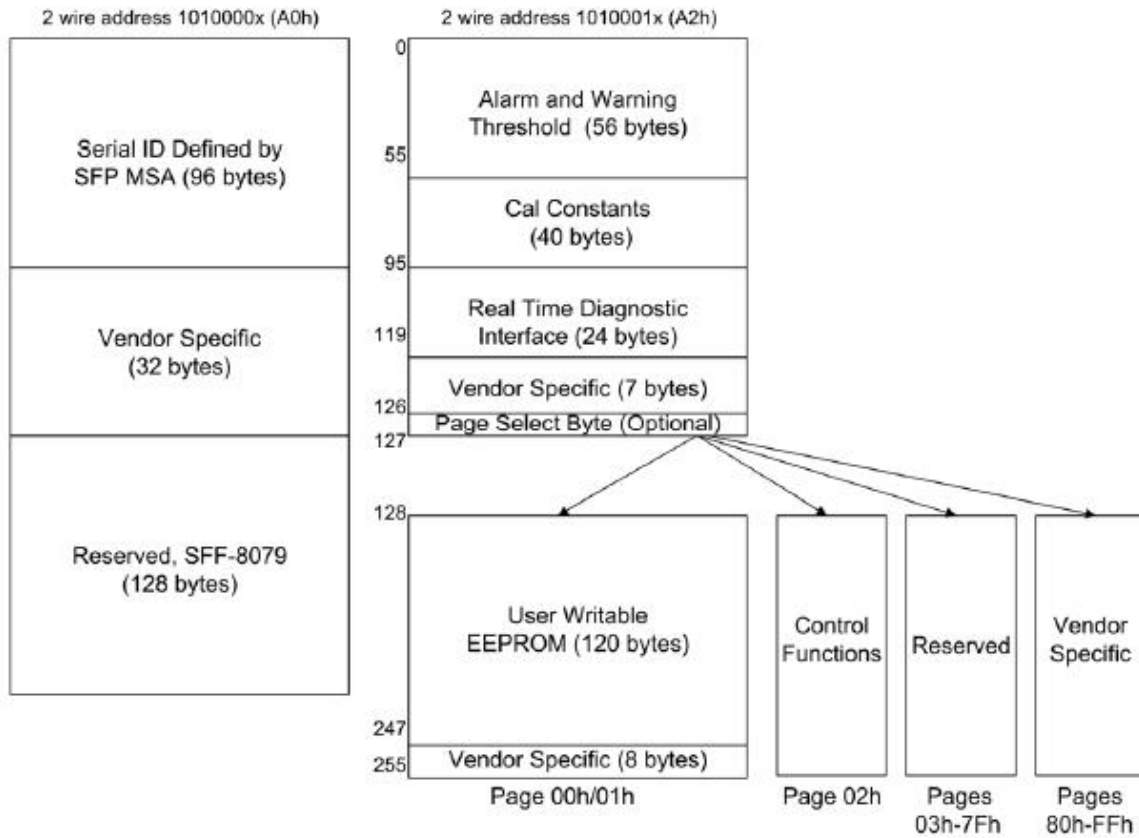 2 wire address 1010000x (A0h)
Serial ID Defined by
SFP MSA (96 bytes)
Vendor Specific
(32 bytes)
Reserved, SFF-8079
(128 bytes)
2 wire address 1010001x (A2h)
0
Alarm and Warning
Threshold (56 bytes)
55
Cal Constants
(40 bytes)
95
Real Time Diagnostic
Interface (24 bytes)
119
Vendor Specific (7 bytes)
126
Page Select Byte (Optional)
127
128
User Writable
EEPROM (120 bytes)
247
Vendor Specific (8 bytes)
255
Page 00h/01h
Control
Functions
Page 02h
Reserved
Pages
03h-7Fh
Vendor
Specific
Pages
80h-FFh